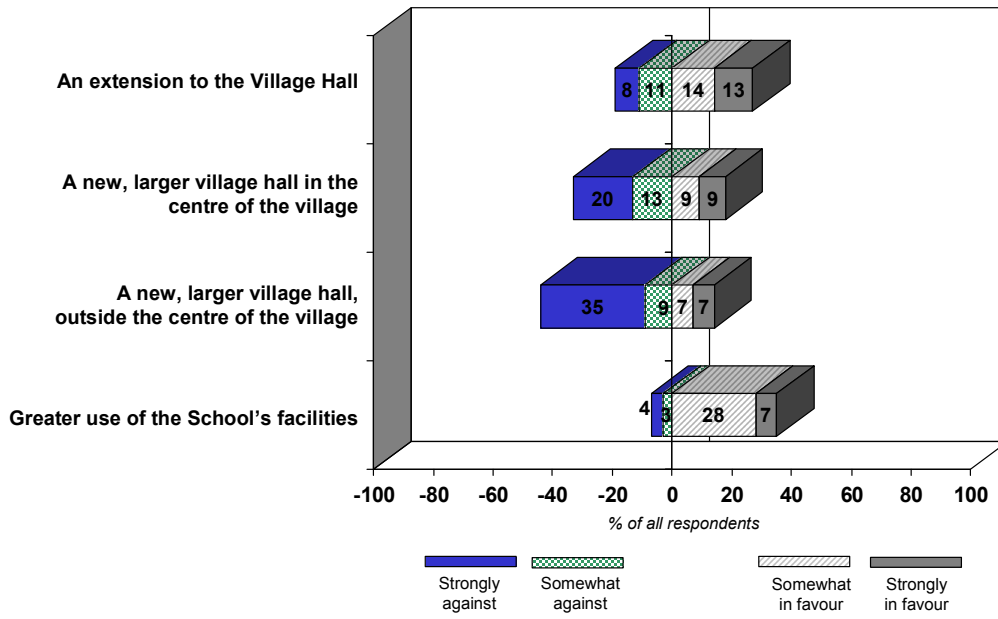 An extension to the Village Hall
8 11 14 13
A new, larger village hall in the
centre of the village
20 13 9 9
A new, larger village hall,
outside the centre of the village
35 9 7 7
Greater use of the School's facilities
4 3 28 7
-100 -80 -60 -40 -20 0 20 40 60 80 100
% of all respondents
Strongly
against
Somewhat
against
Somewhat
in favour
Strongly
in favour